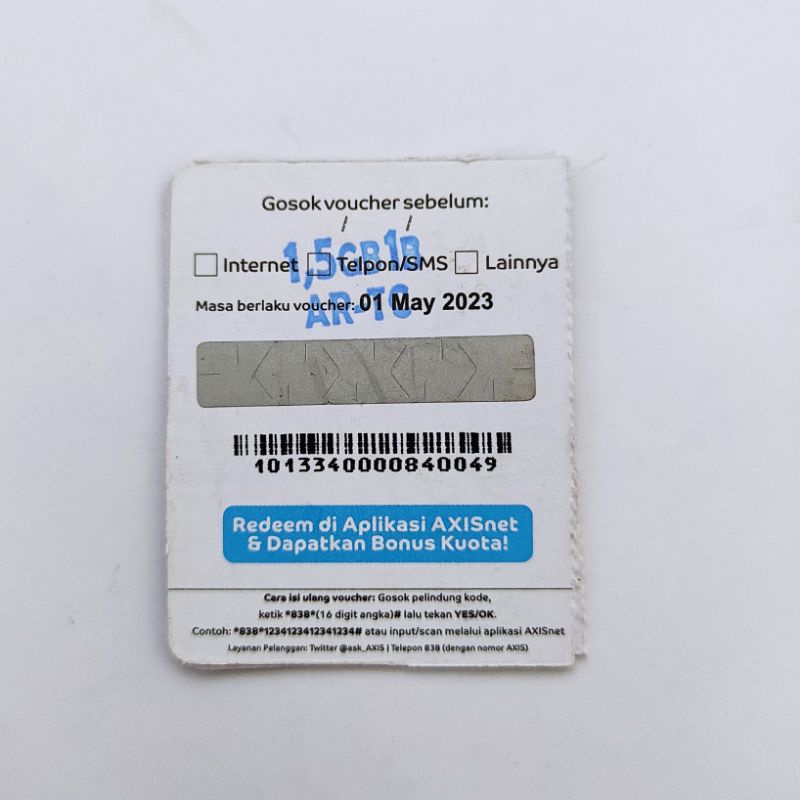 Gosok voucher sebelum:
/ /
1,5GB 1B
Internet Telpon/SMS Lainnya
Masa berlaku voucher: 01 May 2023
AR-TG
1013340000840049
Redeem di Aplikasi AXISnet
& Dapatkan Bonus Kuota!
Cara isi ulang voucher: Gosok pelindung kode,
ketik *838*(16 digit angka)# lalu tekan YES/OK.
Contoh: *838*1234123412341234# atau input/scan melalui aplikasi AXISnet
Layanan Pelanggan: Twitter @ask_AXIS | Telepon 838 (dengan nomor AXIS)